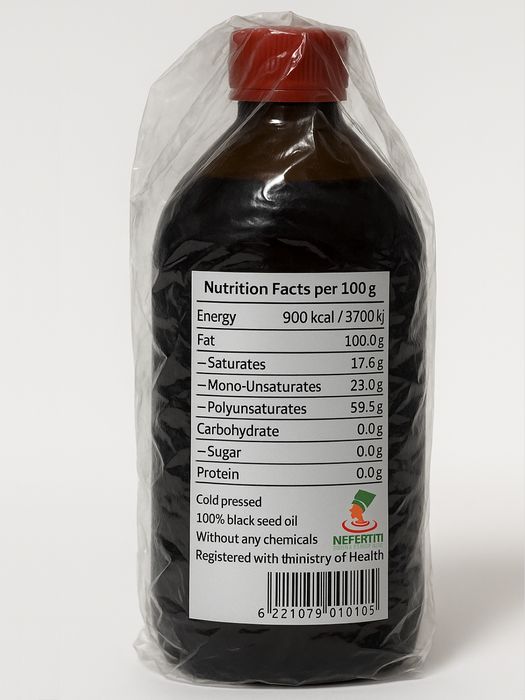 Nutrition Facts per 100 g
Energy 900 kcal / 3700 kj
Fat 100.0 g
– Saturates 17.6 g
– Mono-Unsaturates 23.0 g
– Polyunsaturates 59.5 g
Carbohydrate 0.0 g
– Sugar 0.0 g
Protein 0.0 g
Cold pressed
100% black seed oil
Without any chemicals
NEFERTITI
Registered with tministry of Health
6 221079 010105